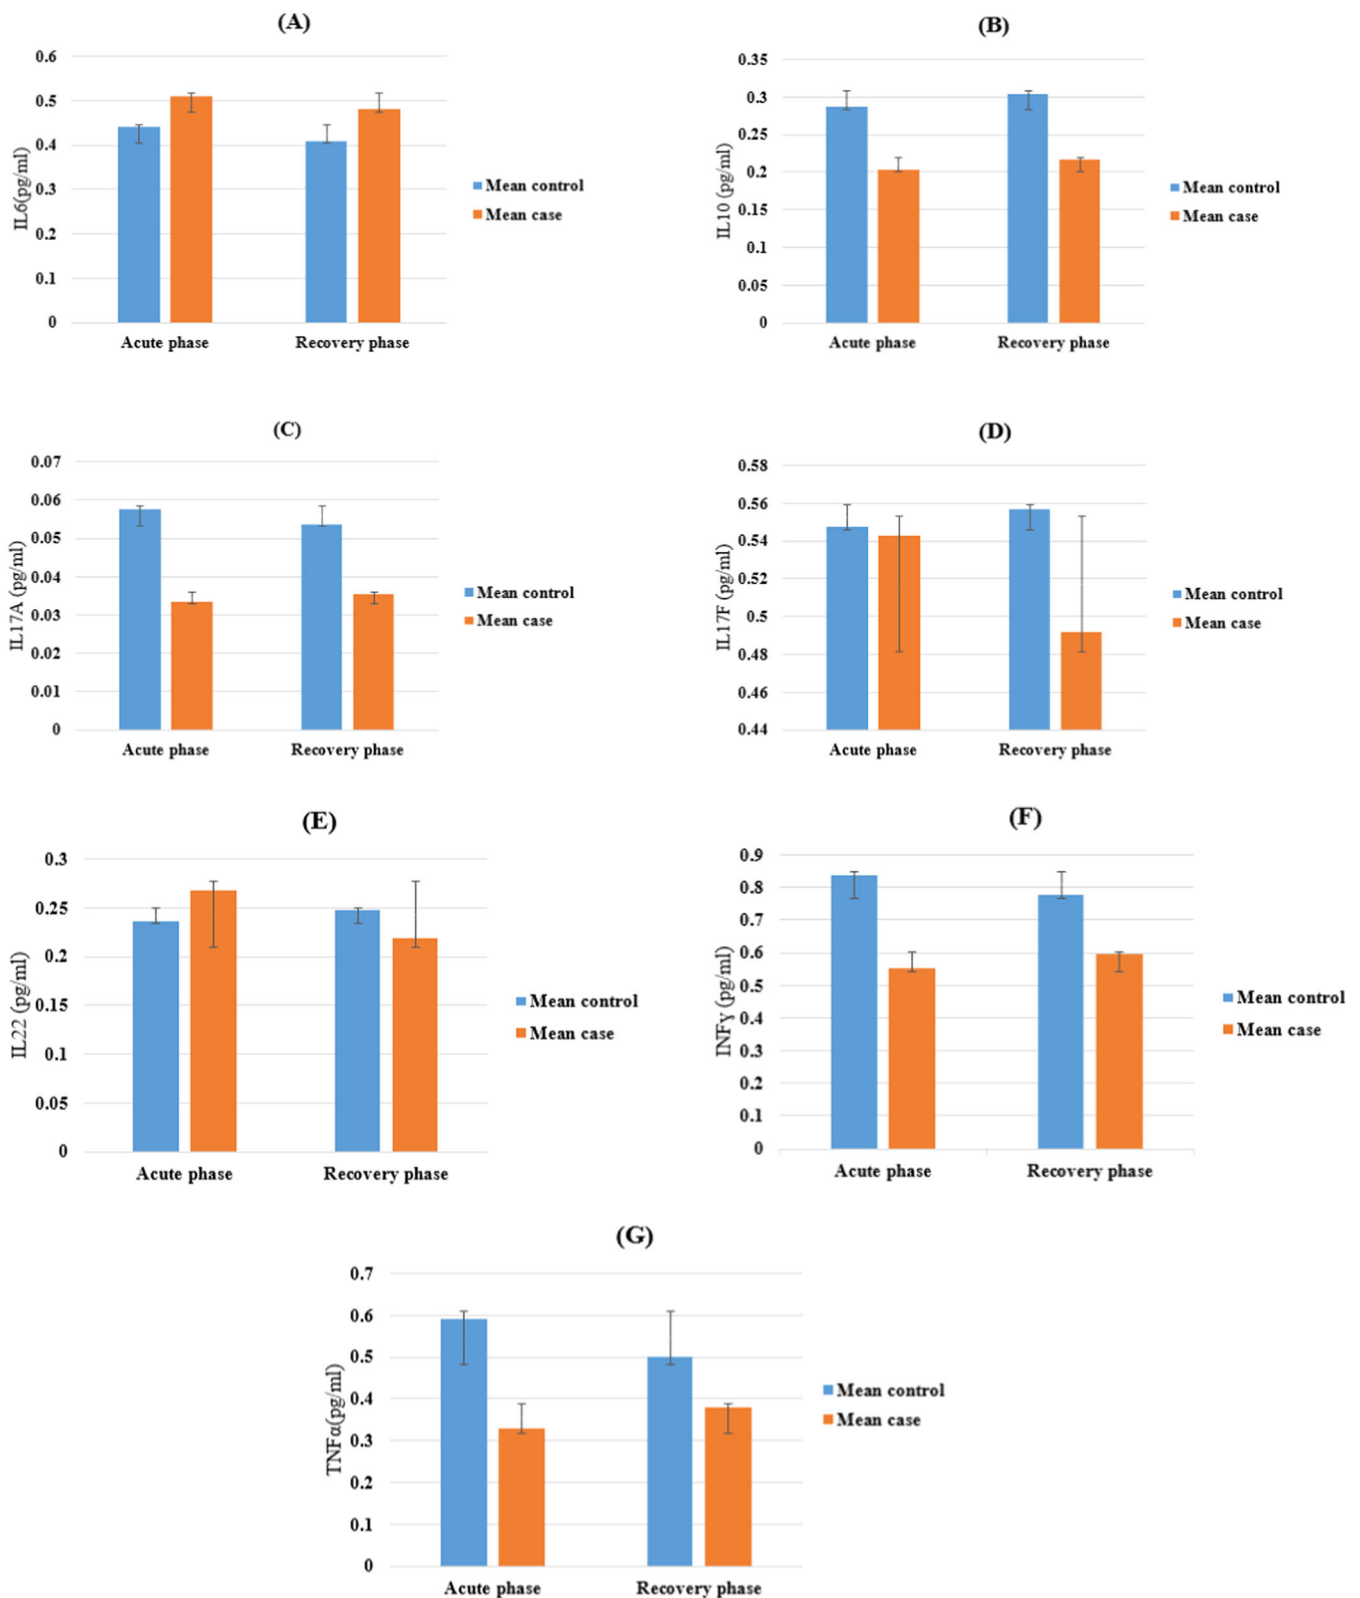 (A)
0.6
0.5
0.4
0.3
0.2
0.1
0
IL6(pg/ml)
Acute phase
Recovery phase
Mean control
Mean case
(B)
0.35
0.3
0.25
0.2
0.15
0.1
0.05
0
IL10 (pg/ml)
Acute phase
Recovery phase
Mean control
Mean case
(C)
0.07
0.06
0.05
0.04
0.03
0.02
0.01
0
IL17A (pg/ml)
Acute phase
Recovery phase
Mean control
Mean case
(D)
0.58
0.56
0.54
0.52
0.5
0.48
0.46
0.44
IL17F (pg/ml)
Acute phase
Recovery phase
Mean control
Mean case
(E)
0.3
0.25
0.2
0.15
0.1
0.05
0
IL22 (pg/ml)
Acute phase
Recovery phase
Mean control
Mean case
(F)
0.9
0.8
0.7
0.6
0.5
0.4
0.3
0.2
0.1
0
INFγ (pg/ml)
Acute phase
Recovery phase
Mean control
Mean case
(G)
0.7
0.6
0.5
0.4
0.3
0.2
0.1
0
TNFα(pg/ml)
Acute phase
Recovery phase
Mean control
Mean case